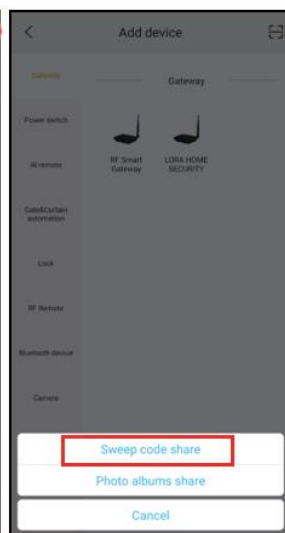 Add device
Gateway
Gateway
Power switch
IR remote
RF Smart
Gateway
LORA HOME
SECURITY
Gate&Curtain
automation
Lock
RF Remote
Bluetooth device
Camera
Sweep code share
Photo albums share
Cancel